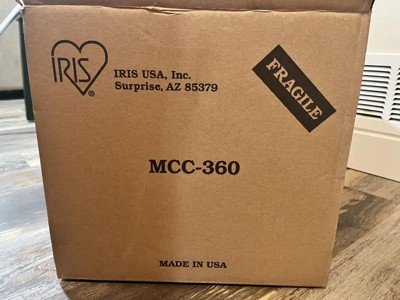 IRIS®
IRIS USA, Inc.
Surprise, AZ 85379
FRAGILE
MCC-360
MADE IN USA